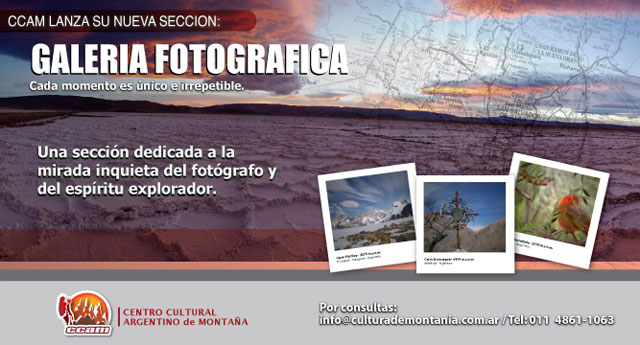 CCAM LANZA SU NUEVA SECCION:
GALERIA FOTOGRAFICA
Cada momento es único e irrepetible.
Una sección dedicada a la
mirada inquieta del fotógrafo y
del espíritu explorador.
ccam
CENTRO CULTURAL
ARGENTINO de MONTAÑA
Por consultas:
info@culturademontania.com.ar / Tel: 011 4861-1063